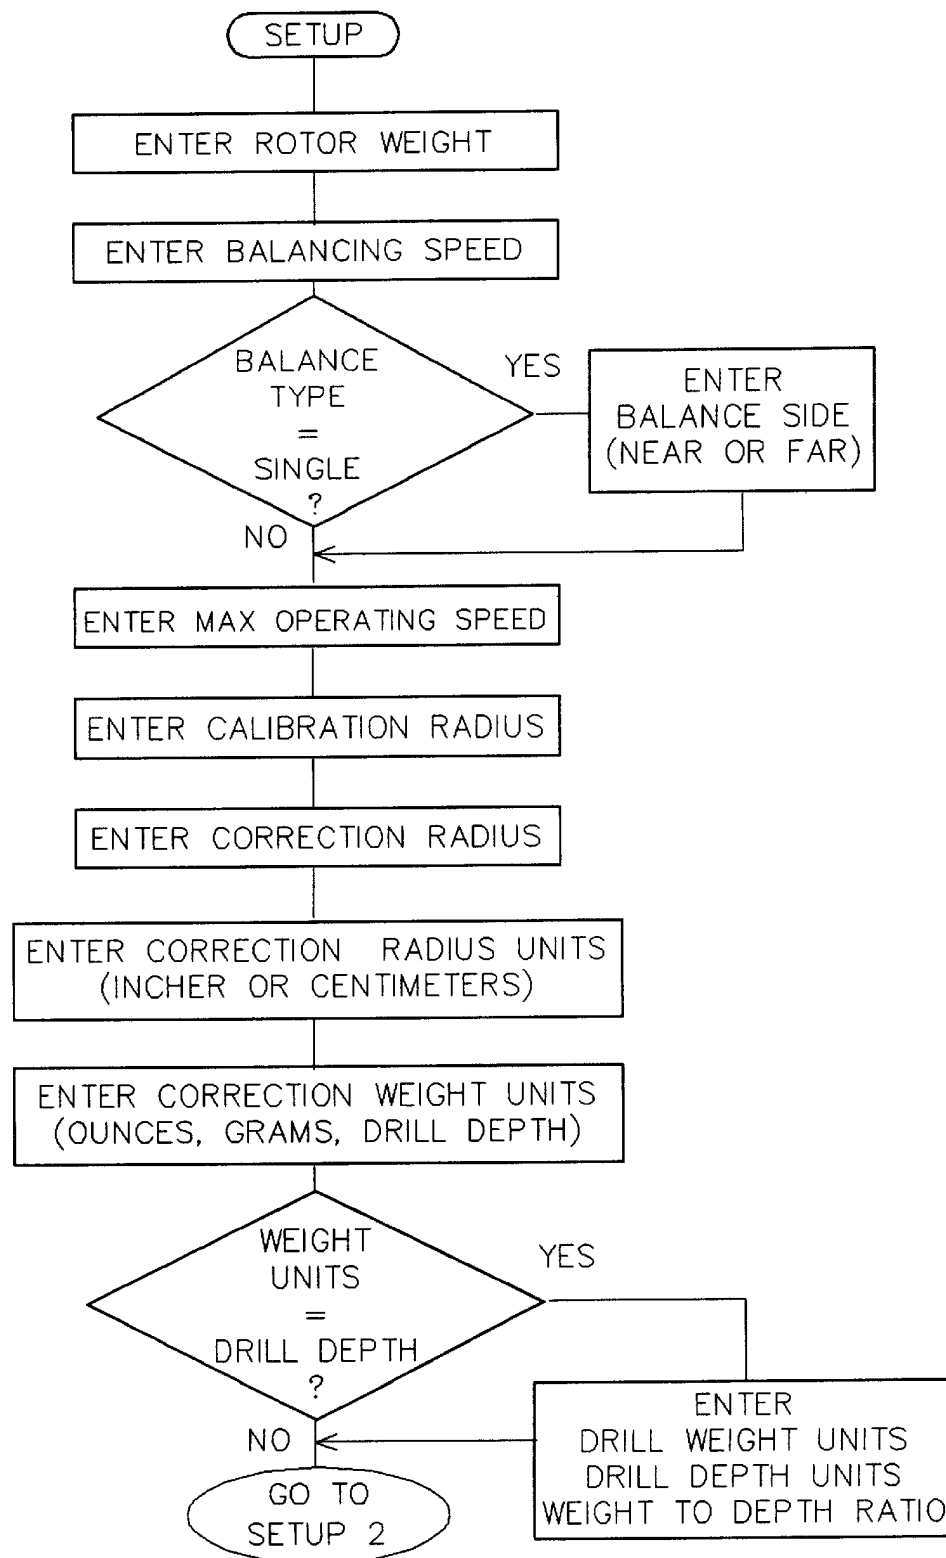 SETUP
ENTER ROTOR WEIGHT
ENTER BALANCING SPEED
BALANCE
TYPE
=
SINGLE
?
YES
ENTER
BALANCE SIDE
(NEAR OR FAR)
NO
ENTER MAX OPERATING SPEED
ENTER CALIBRATION RADIUS
ENTER CORRECTION RADIUS
ENTER CORRECTION RADIUS UNITS
(INCHER OR CENTIMETERS)
ENTER CORRECTION WEIGHT UNITS
(OUNCES, GRAMS, DRILL DEPTH)
WEIGHT
UNITS
=
DRILL DEPTH
?
YES
ENTER
DRILL WEIGHT UNITS
DRILL DEPTH UNITS
WEIGHT TO DEPTH RATIO
NO
GO TO
SETUP 2